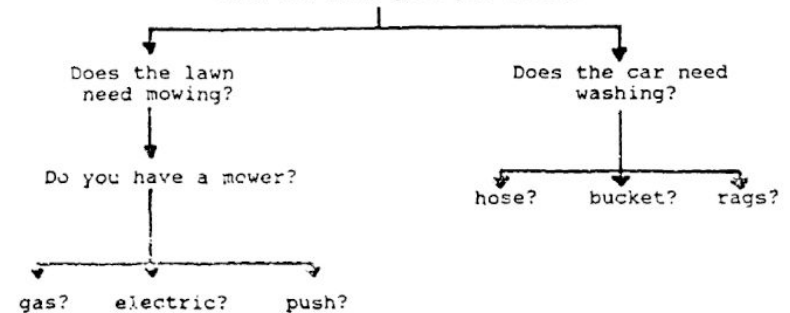 Does the lawn
need mowing?
Does the car need
washing?
Do you have a mower?
hose? bucket? rags?
gas? electric? push?